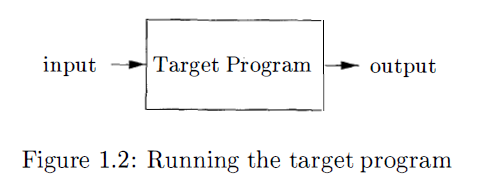 input Target Program output
Figure 1.2: Running the target program